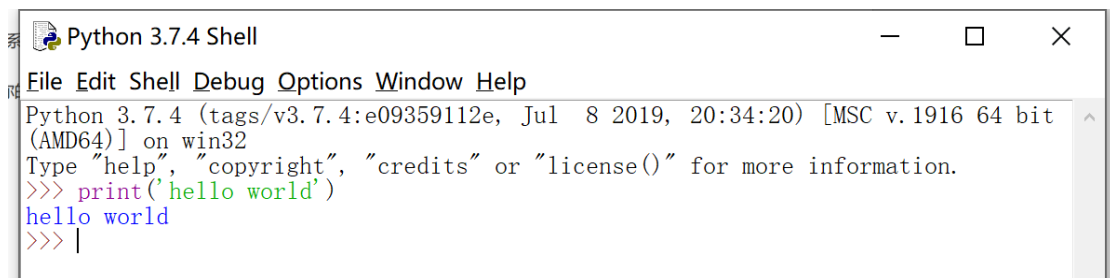 Python 3.7.4 Shell
File Edit Shell Debug Options Window Help
Python 3.7.4 (tags/v3.7.4:e09359112e, Jul  8 2019, 20:34:20) [MSC v.1916 64 bit
(AMD64)] on win32
Type "help", "copyright", "credits" or "license()" for more information.
>>> print('hello world')
hello world
>>>